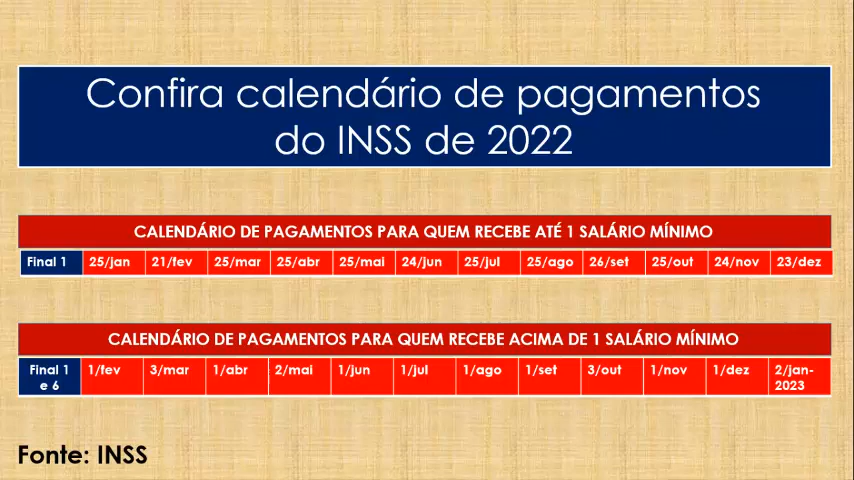 Confira calendário de pagamentos
do INSS de 2022
CALENDÁRIO DE PAGAMENTOS PARA QUEM RECEBE ATÉ 1 SALÁRIO MÍNIMO
Final 1 25/jan 21/fev 25/mar 25/abr 25/mai 24/jun 25/jul 25/ago 26/set 25/out 24/nov 23/dez
CALENDÁRIO DE PAGAMENTOS PARA QUEM RECEBE ACIMA DE 1 SALÁRIO MÍNIMO
Final 1 1/fev 3/mar 1/abr 2/mai 1/jun 1/jul 1/ago 1/set 3/out 1/nov 1/dez 2/jan-
e 6 2023
Fonte: INSS